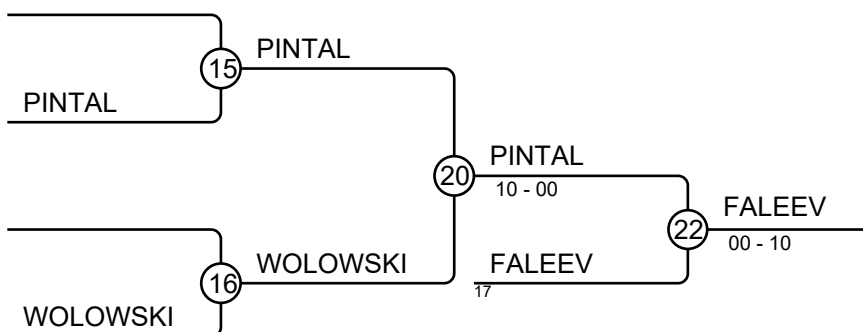 PINTAL
15
PINTAL
PINTAL
20
10 - 00
FALEEV
22
00 - 10
WOLOWSKI
FALEEV
17
16
WOLOWSKI